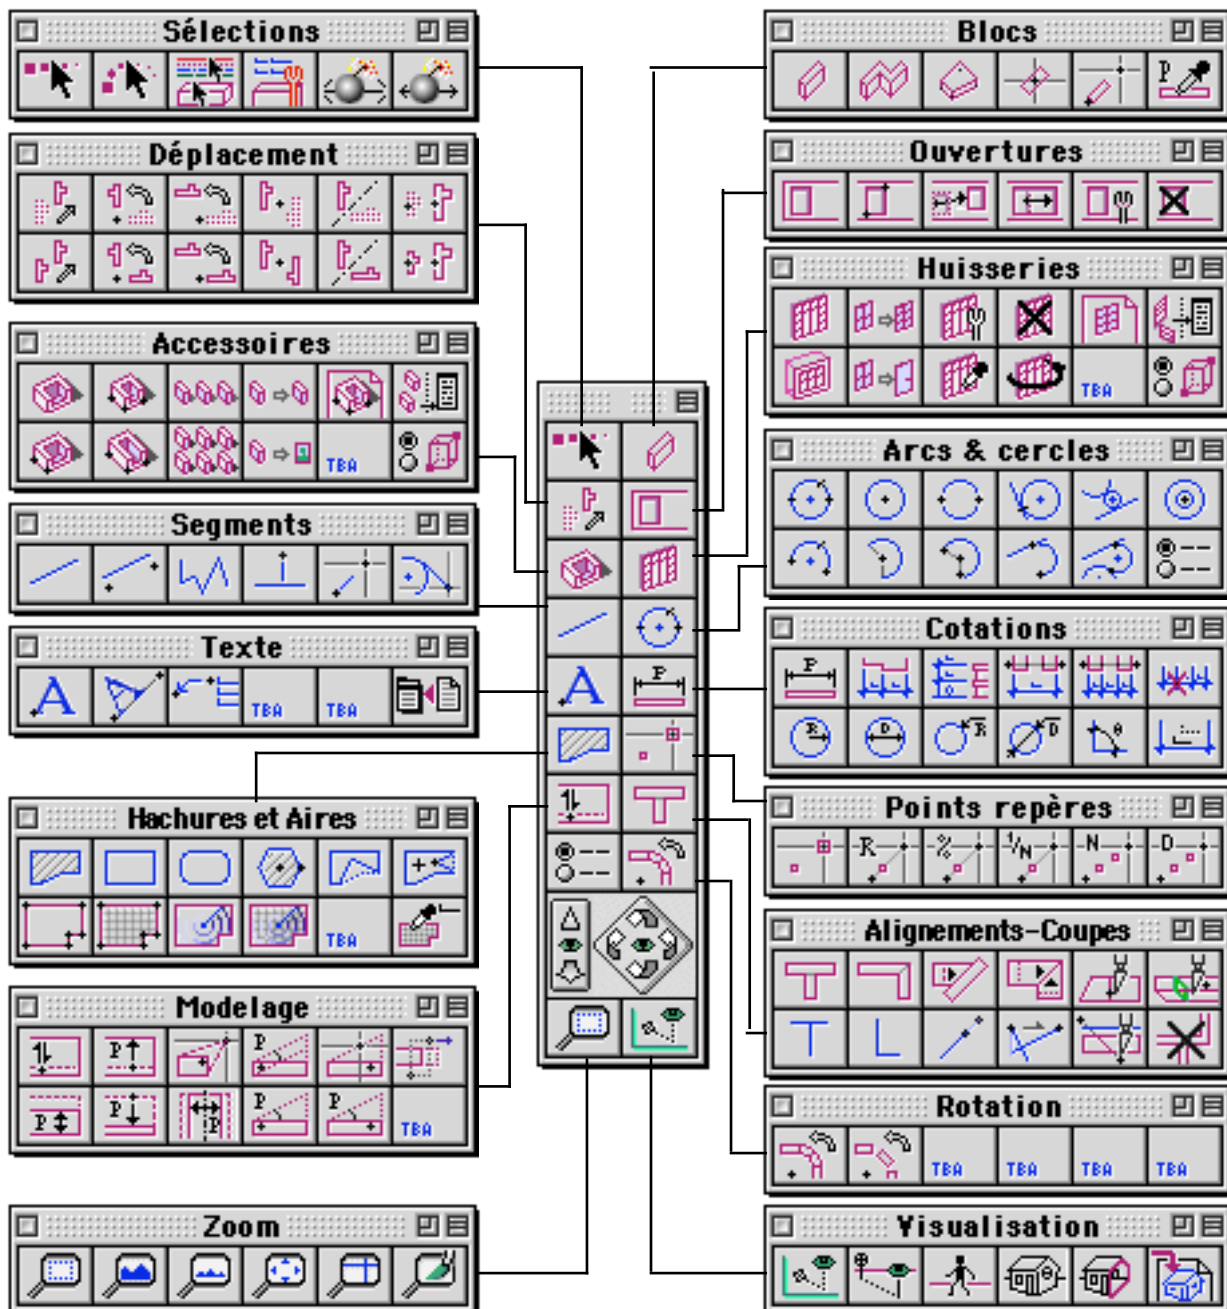 Sélections
Déplacement
Accessoires
TBA
Segments
Texte
A
TBA
TBA
Hachures et Aires
TBA
Modelage
P
P
P
P
P
P
P
TBA
Zoom
A
P
Blocs
P
Ouvertures
Huisseries
TBA
Arcs & cercles
Cotations
P
R
D
R
D
θ
Points repères
R
%
1/N
N
D
Alignements-Coupes
Rotation
TBA
TBA
TBA
TBA
Visualisation